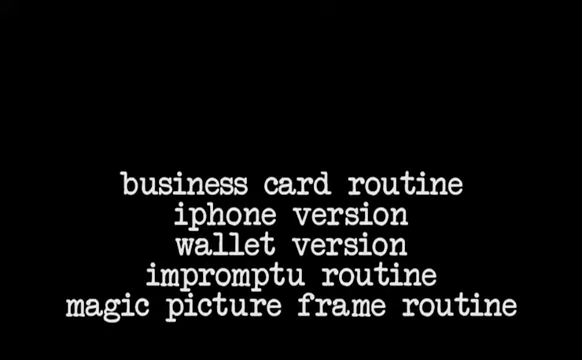 business card routine
iphone version
wallet version
impromptu routine
magic picture frame routine